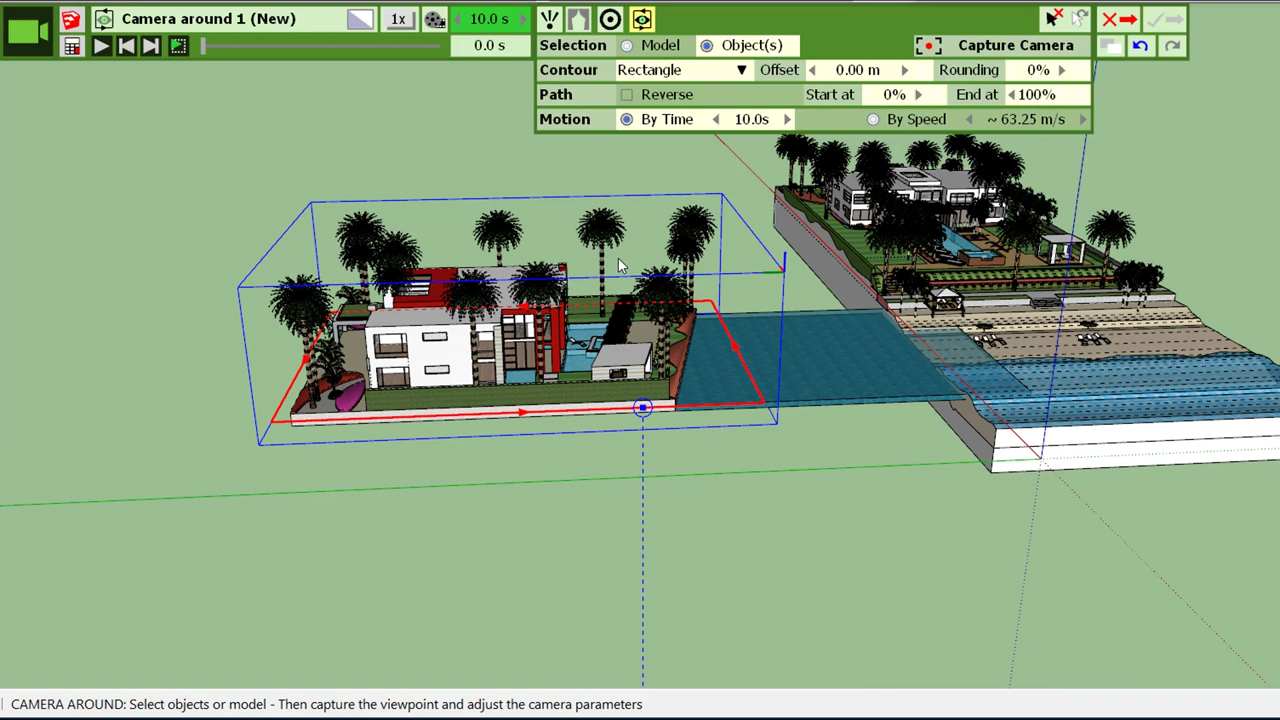 Camera around 1 (New) 1x 10.0 s
0.0 s
Selection Model Object(s) Capture Camera
Contour Rectangle Offset 0.00 m Rounding 0%
Path Reverse Start at 0% End at 100%
Motion By Time 10.0s By Speed ~ 63.25 m/s
CAMERA AROUND: Select objects or model - Then capture the viewpoint and adjust the camera parameters